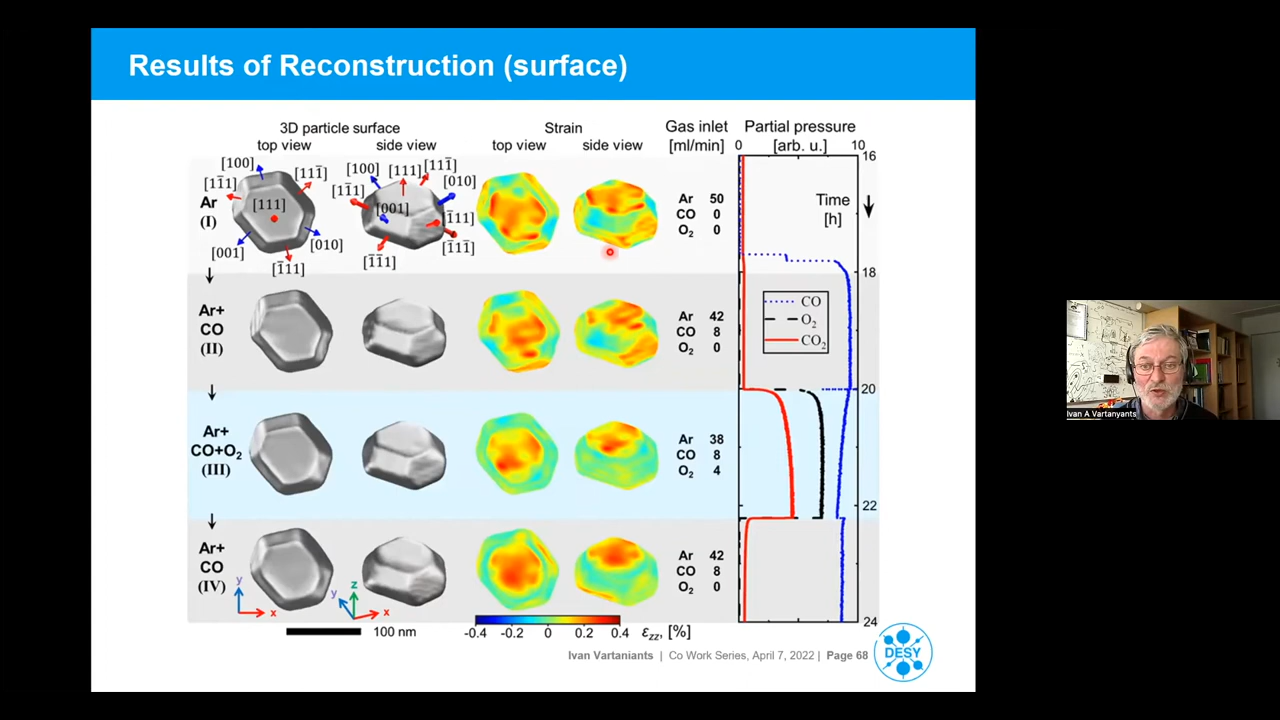 Results of Reconstruction (surface)
3D particle surface
top view
side view
Strain
top view
side view
Gas inlet
[ml/min]
Partial pressure
[arb. u.]
0
10
16
Time
[h]
18
20
22
24
CO
O₂
CO₂
Ar
(I)
[100]
[11̄1]
[111̄]
[111]
[001]
[010]
[1̄11]
[100]
[111]
[111̄]
[11̄1]
[010]
[001]
[1̄11]
[1̄11̄]
[1̄1̄1]
Ar 50
CO 0
O₂ 0
Ar+
CO
(II)
Ar 42
CO 8
O₂ 0
Ar+
CO+O₂
(III)
Ar 38
CO 8
O₂ 4
Ar+
CO
(IV)
Ar 42
CO 8
O₂ 0
y
x
y
z
x
100 nm
-0.4 -0.2 0 0.2 0.4 εzz, [%]
Ivan Vartaniants | Co Work Series, April 7, 2022 | Page 68
DESY
Ivan A Vartanyants